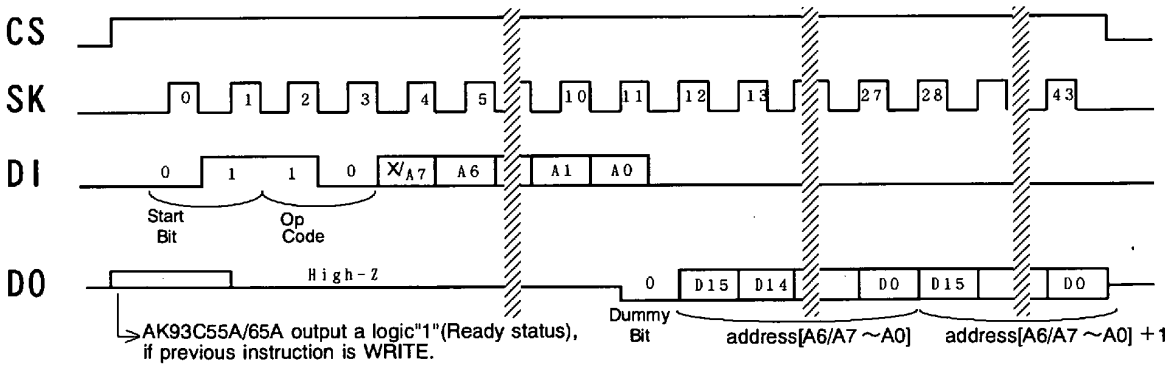 CS
SK 0 1 2 3 4 5 10 11 12 13 27 28 43
DI 0 1 1 0 X/A7 A6 A1 A0
Start Bit
Op Code
DO High-Z 0 D15 D14 D0 D15 D0
AK93C55A/65A output a logic"1"(Ready status),
if previous instruction is WRITE.
Dummy Bit
address[A6/A7 ～A0]
address[A6/A7 ～A0] +1